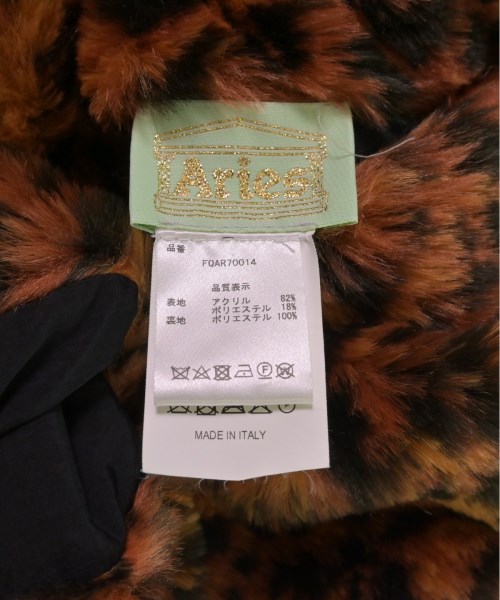 Aries
品番
FQAR70014
品質表示
表地 アクリル 82%
ポリエステル 18%
裏地 ポリエステル 100%
MADE IN ITALY